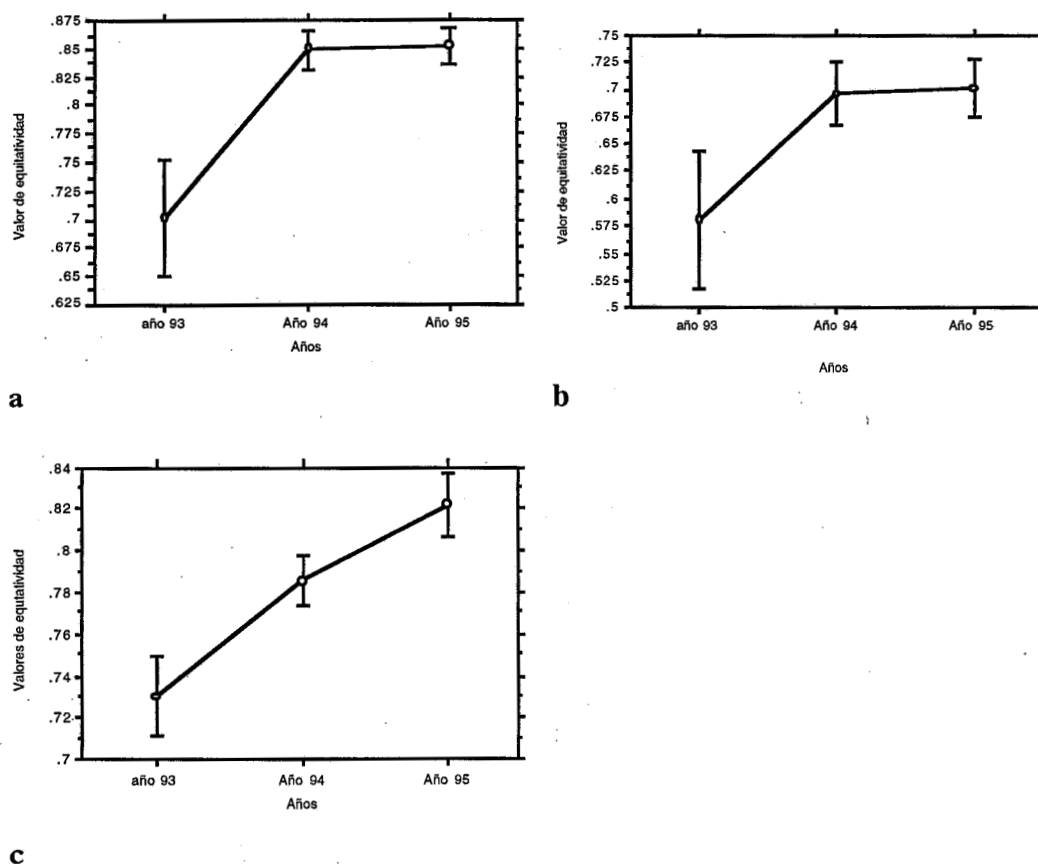 Valor de equitatividad
.875
.85
.825
.8
.775
.75
.725
.7
.675
.65
.625
año 93
Año 94
Año 95
Años
a
Valor de equitatividad
.75
.725
.7
.675
.65
.625
.6
.575
.55
.525
.5
año 93
Año 94
Año 95
Años
b
Valores de equtatividad
.84
.82
.8
.78
.76
.74
.72
.7
año 93
Año 94
Año 95
Años
c